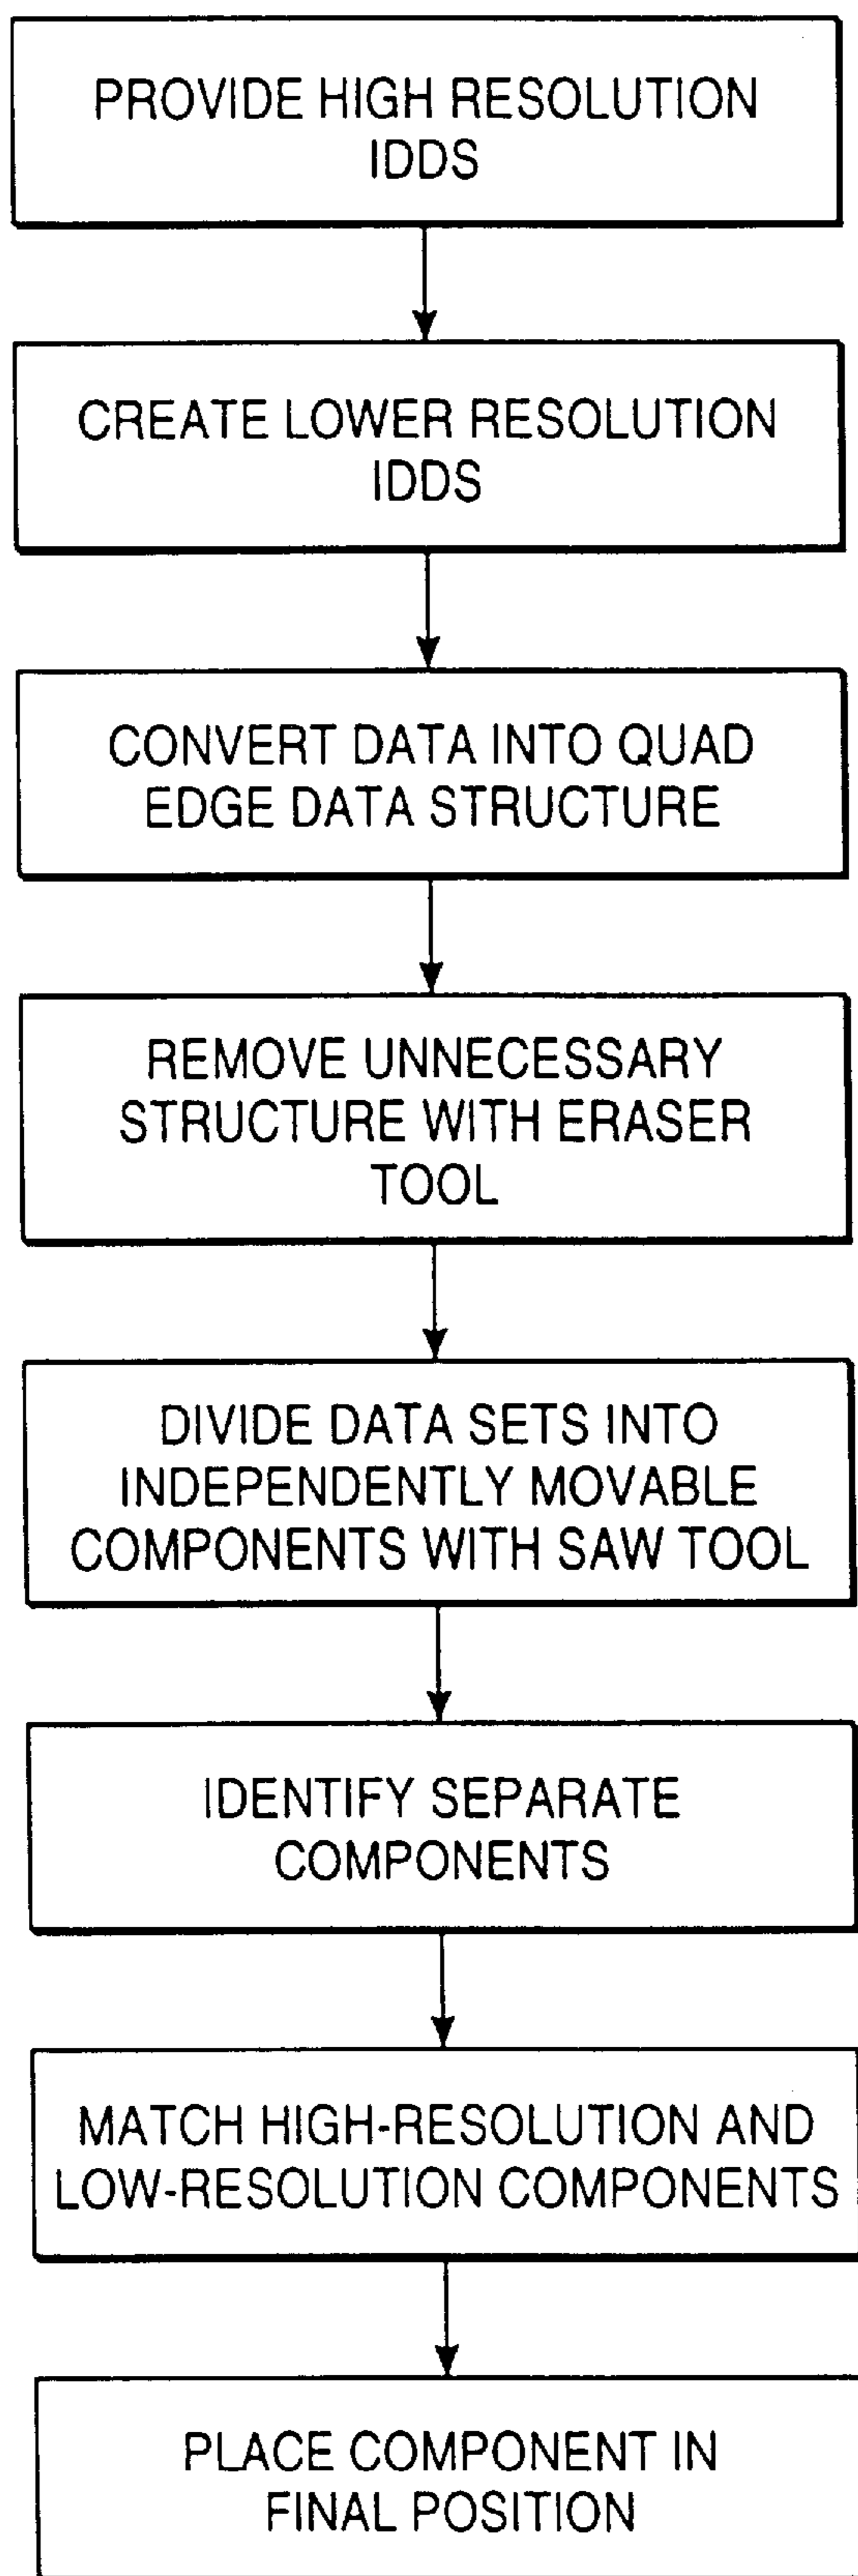 PROVIDE HIGH RESOLUTION
IDDS
CREATE LOWER RESOLUTION
IDDS
CONVERT DATA INTO QUAD
EDGE DATA STRUCTURE
REMOVE UNNECESSARY
STRUCTURE WITH ERASER
TOOL
DIVIDE DATA SETS INTO
INDEPENDENTLY MOVABLE
COMPONENTS WITH SAW TOOL
IDENTIFY SEPARATE
COMPONENTS
MATCH HIGH-RESOLUTION AND
LOW-RESOLUTION COMPONENTS
PLACE COMPONENT IN
FINAL POSITION